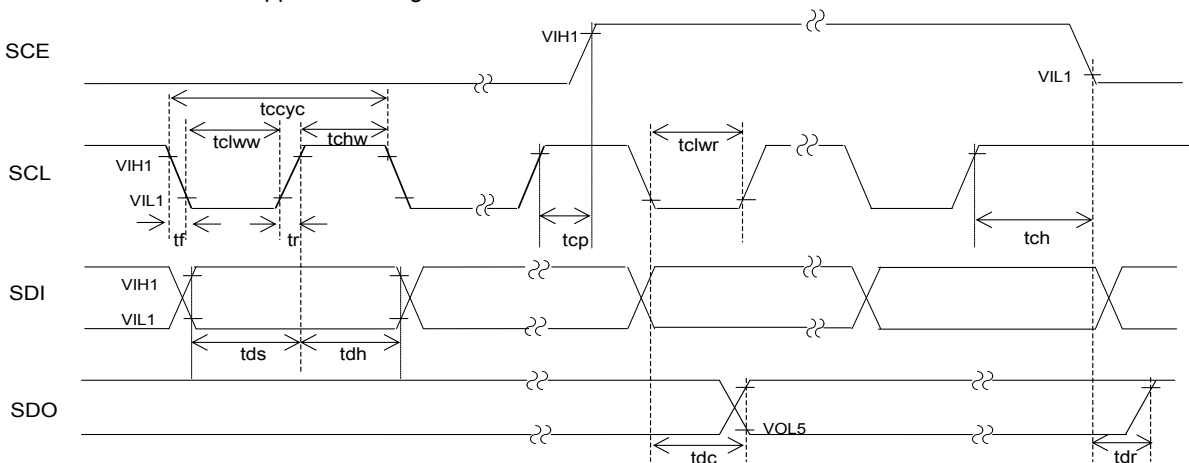 SCE
VIH1
VIL1
tccyc
tclww
tchw
tclwr
SCL
VIH1
VIL1
tf
tr
tcp
tch
SDI
VIH1
VIL1
tds
tdh
SDO
VOL5
tdc
tdr